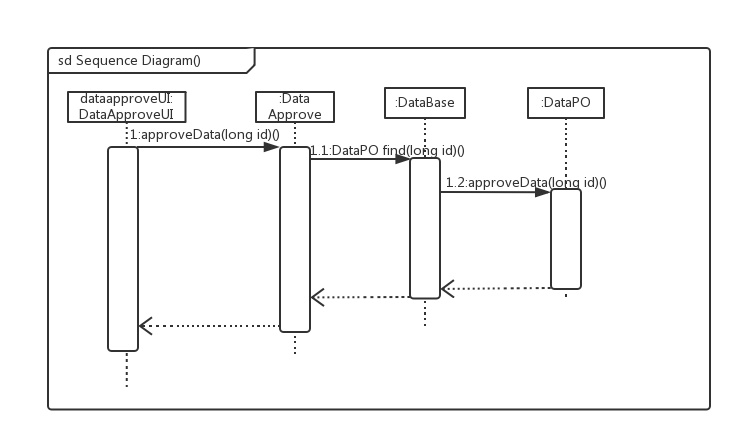 sd Sequence Diagram()
dataapproveUI:
DataApproveUI
:Data
Approve
:DataBase
:DataPO
1:approveData(long id)()
1.1:DataPO find(long id)()
1.2:approveData(long id)()